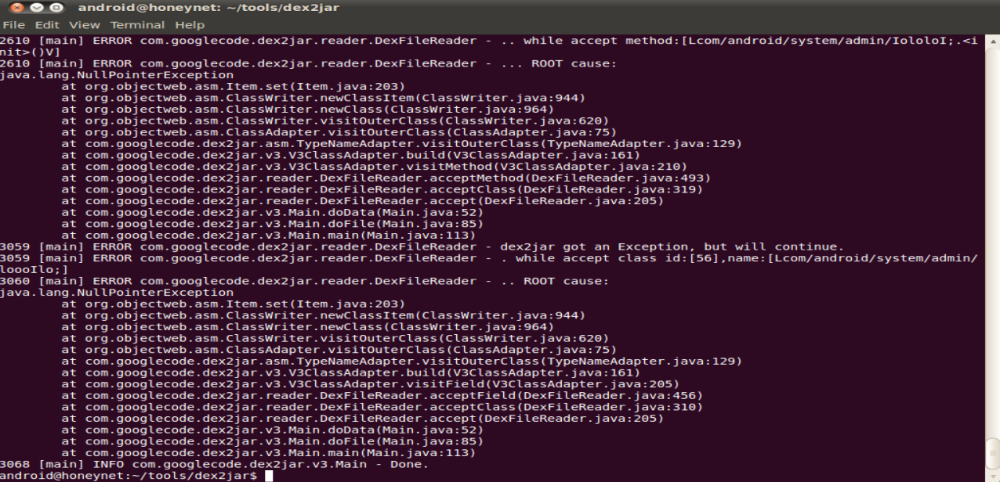 android@honeynet: ~/tools/dex2jar
File Edit View Terminal Help
2610 [main] ERROR com.googlecode.dex2jar.reader.DexFileReader - .. while accept method:[Lcom/android/system/admin/IololoI;.<i
nit>()V]
2610 [main] ERROR com.googlecode.dex2jar.reader.DexFileReader - ... ROOT cause:
java.lang.NullPointerException
at org.objectweb.asm.Item.set(Item.java:203)
at org.objectweb.asm.ClassWriter.newClassItem(ClassWriter.java:944)
at org.objectweb.asm.ClassWriter.newClass(ClassWriter.java:964)
at org.objectweb.asm.ClassWriter.visitOuterClass(ClassWriter.java:620)
at org.objectweb.asm.ClassAdapter.visitOuterClass(ClassAdapter.java:75)
at com.googlecode.dex2jar.asm.TypeNameAdapter.visitOuterClass(TypeNameAdapter.java:129)
at com.googlecode.dex2jar.v3.V3ClassAdapter.build(V3ClassAdapter.java:161)
at com.googlecode.dex2jar.v3.V3ClassAdapter.visitMethod(V3ClassAdapter.java:210)
at com.googlecode.dex2jar.reader.DexFileReader.acceptMethod(DexFileReader.java:493)
at com.googlecode.dex2jar.reader.DexFileReader.acceptClass(DexFileReader.java:319)
at com.googlecode.dex2jar.reader.DexFileReader.accept(DexFileReader.java:205)
at com.googlecode.dex2jar.v3.Main.doData(Main.java:52)
at com.googlecode.dex2jar.v3.Main.doFile(Main.java:85)
at com.googlecode.dex2jar.v3.Main.main(Main.java:113)
3059 [main] ERROR com.googlecode.dex2jar.reader.DexFileReader - dex2jar got an Exception, but will continue.
3059 [main] ERROR com.googlecode.dex2jar.reader.DexFileReader - . while accept class id:[56],name:[Lcom/android/system/admin/
loooIlo;]
3060 [main] ERROR com.googlecode.dex2jar.reader.DexFileReader - .. ROOT cause:
java.lang.NullPointerException
at org.objectweb.asm.Item.set(Item.java:203)
at org.objectweb.asm.ClassWriter.newClassItem(ClassWriter.java:944)
at org.objectweb.asm.ClassWriter.newClass(ClassWriter.java:964)
at org.objectweb.asm.ClassWriter.visitOuterClass(ClassWriter.java:620)
at org.objectweb.asm.ClassAdapter.visitOuterClass(ClassAdapter.java:75)
at com.googlecode.dex2jar.asm.TypeNameAdapter.visitOuterClass(TypeNameAdapter.java:129)
at com.googlecode.dex2jar.v3.V3ClassAdapter.build(V3ClassAdapter.java:161)
at com.googlecode.dex2jar.v3.V3ClassAdapter.visitField(V3ClassAdapter.java:205)
at com.googlecode.dex2jar.reader.DexFileReader.acceptField(DexFileReader.java:456)
at com.googlecode.dex2jar.reader.DexFileReader.acceptClass(DexFileReader.java:310)
at com.googlecode.dex2jar.reader.DexFileReader.accept(DexFileReader.java:205)
at com.googlecode.dex2jar.v3.Main.doData(Main.java:52)
at com.googlecode.dex2jar.v3.Main.doFile(Main.java:85)
at com.googlecode.dex2jar.v3.Main.main(Main.java:113)
3068 [main] INFO com.googlecode.dex2jar.v3.Main - Done.
android@honeynet:~/tools/dex2jar$